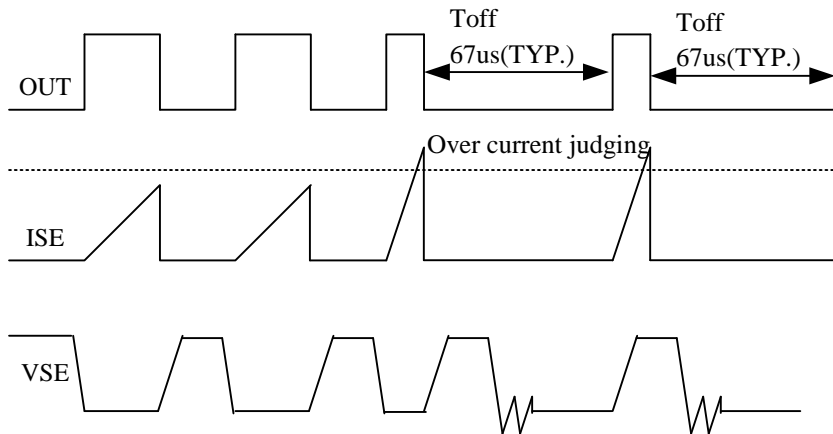 Toff
67us(TYP.)
Toff
67us(TYP.)
OUT
Over current judging
ISE
VSE